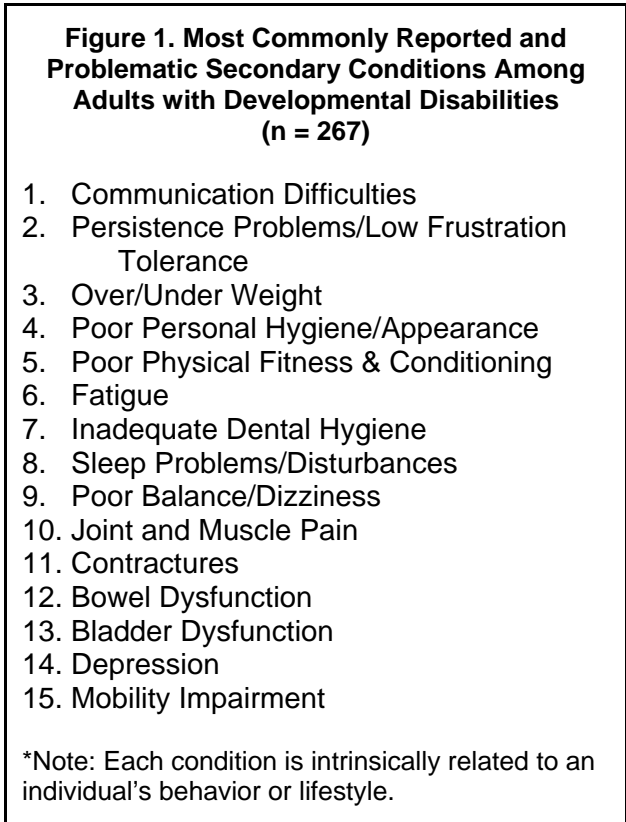 Figure 1. Most Commonly Reported and
Problematic Secondary Conditions Among
Adults with Developmental Disabilities
(n = 267)
1. Communication Difficulties
2. Persistence Problems/Low Frustration
Tolerance
3. Over/Under Weight
4. Poor Personal Hygiene/Appearance
5. Poor Physical Fitness & Conditioning
6. Fatigue
7. Inadequate Dental Hygiene
8. Sleep Problems/Disturbances
9. Poor Balance/Dizziness
10. Joint and Muscle Pain
11. Contractures
12. Bowel Dysfunction
13. Bladder Dysfunction
14. Depression
15. Mobility Impairment
*Note: Each condition is intrinsically related to an
individual's behavior or lifestyle.